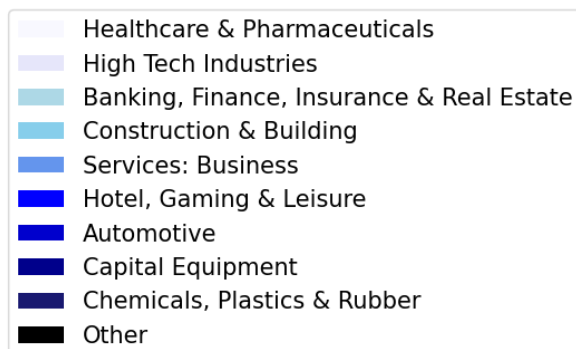 Healthcare & Pharmaceuticals
High Tech Industries
Banking, Finance, Insurance & Real Estate
Construction & Building
Services: Business
Hotel, Gaming & Leisure
Automotive
Capital Equipment
Chemicals, Plastics & Rubber
Other